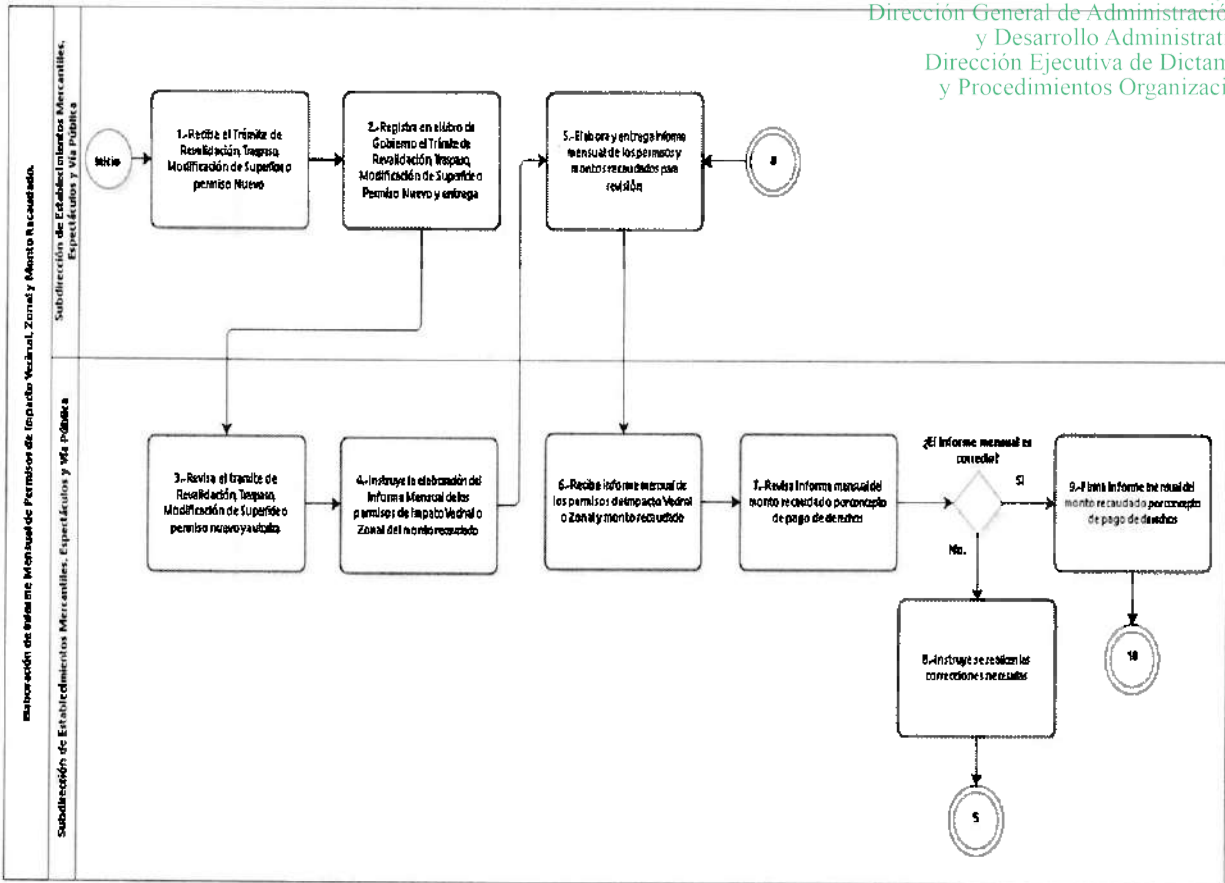 Dirección General de Administració
y Desarrollo Administrat
Dirección Ejecutiva de Dictam
y Procedimientos Organizaci
Elaboración de Informe Mensual de Permisos de Impacto Vecinal, Zonal y Monto Racaudado.
Subdirección de Establecimientos Mercantiles,
Espectáculos y Vía Pública
Inicio
1.-Recibe el Trámite de
Revalidación, Traspaso,
Modificación de Superficie o
permiso Nuevo
2.-Registra en el Libro de
Gobierno el Trámite de
Revalidación, Traspaso,
Modificación de Superficie o
Permiso Nuevo y entrega
5.-Elabora y entrega informe
mensual de los permisos y
montos recaudados para
revisión
8
Subdirección de Establecimientos Mercantiles, Espectáculos y Vía Pública
3.-Revisa el tramite de
Revalidación, Traspaso,
Modificación de Superficie o
permiso nuevo y
4.-Instruye la elaboración del
Informe Mensual de los
permisos de Impato Vecinal o
Zonal del monto recaudado
6.-Recibe informe mensual de
los permisos de impacto Vecinal
o Zonal y monto recaudado
7.-Revisa Informe mensual del
monto recaudado por concepto
de pago de derechos
¿El informe mensual es
correcto?
Si
No.
9.-Firma informe mensual del
monto recaudado por concepto
de pago de derechos
8.-Instruye se realicen las
correcciones necesarias
10
5